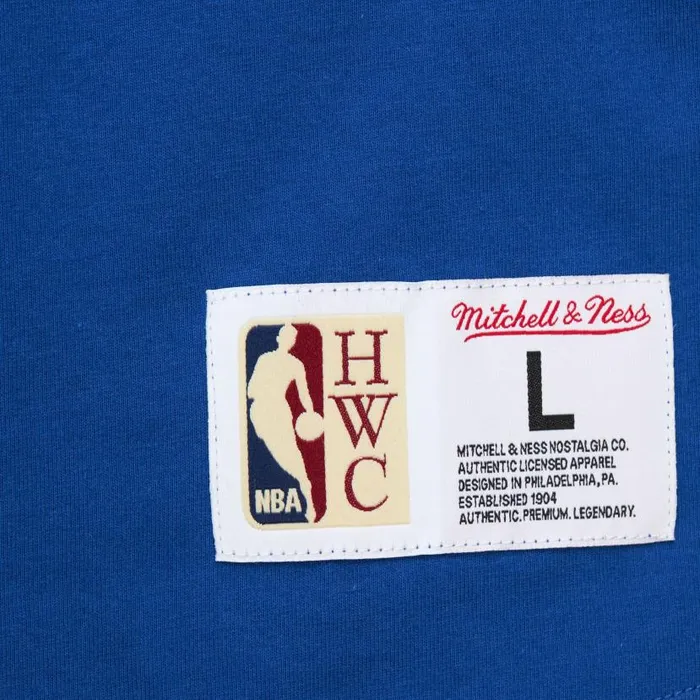 NBA
H
W
C
Mitchell & Ness
L
MITCHELL & NESS NOSTALGIA CO.
AUTHENTIC LICENSED APPAREL
DESIGNED IN PHILADELPHIA, PA.
ESTABLISHED 1904
AUTHENTIC. PREMIUM. LEGENDARY.